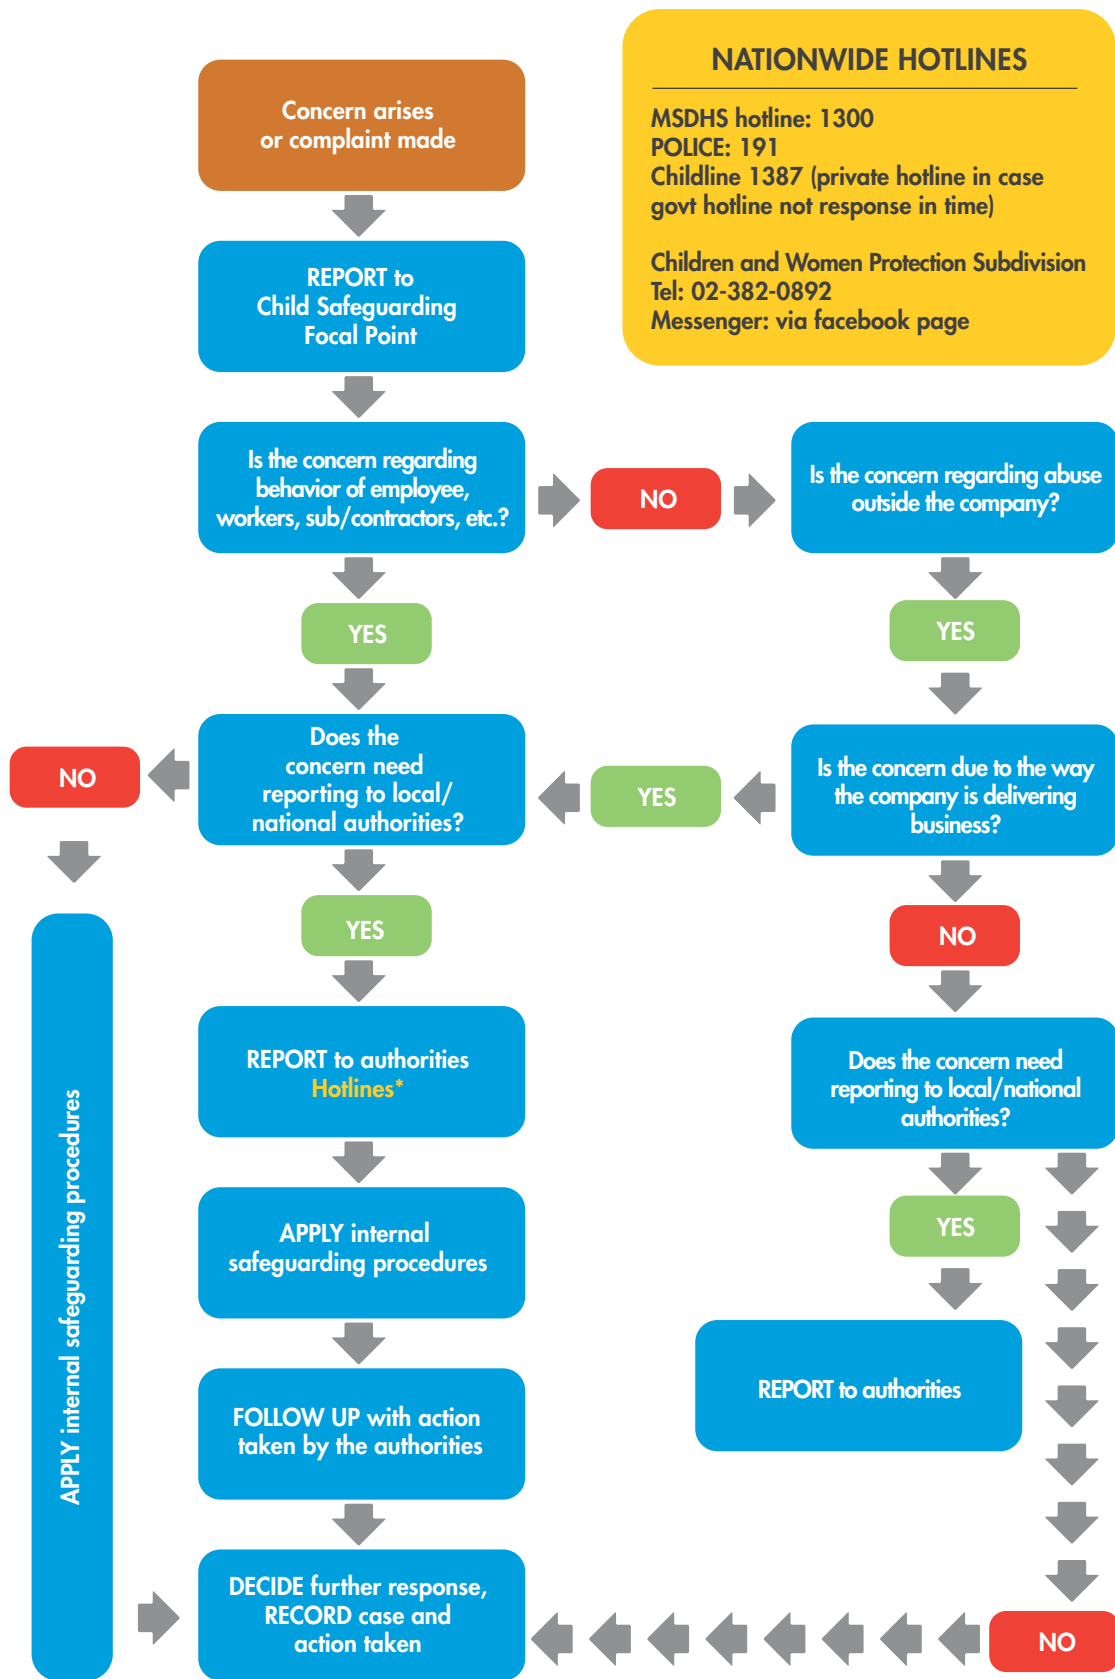 NATIONWIDE HOTLINES
MSDHS hotline: 1300
POLICE: 191
Childline 1387 (private hotline in case
govt hotline not response in time)
Children and Women Protection Subdivision
Tel: 02-382-0892
Messenger: via facebook page
Concern arises
or complaint made
REPORT to
Child Safeguarding
Focal Point
Is the concern regarding
behavior of employee,
workers, sub/contractors, etc.?
NO
Is the concern regarding abuse
outside the company?
YES
YES
Does the
concern need
reporting to local/
national authorities?
NO
YES
Is the concern due to the way
the company is delivering
business?
YES
NO
REPORT to authorities
Hotlines*
Does the concern need
reporting to local/national
authorities?
APPLY internal safeguarding procedures
APPLY internal
safeguarding procedures
YES
REPORT to authorities
FOLLOW UP with action
taken by the authorities
DECIDE further response,
RECORD case and
action taken
NO